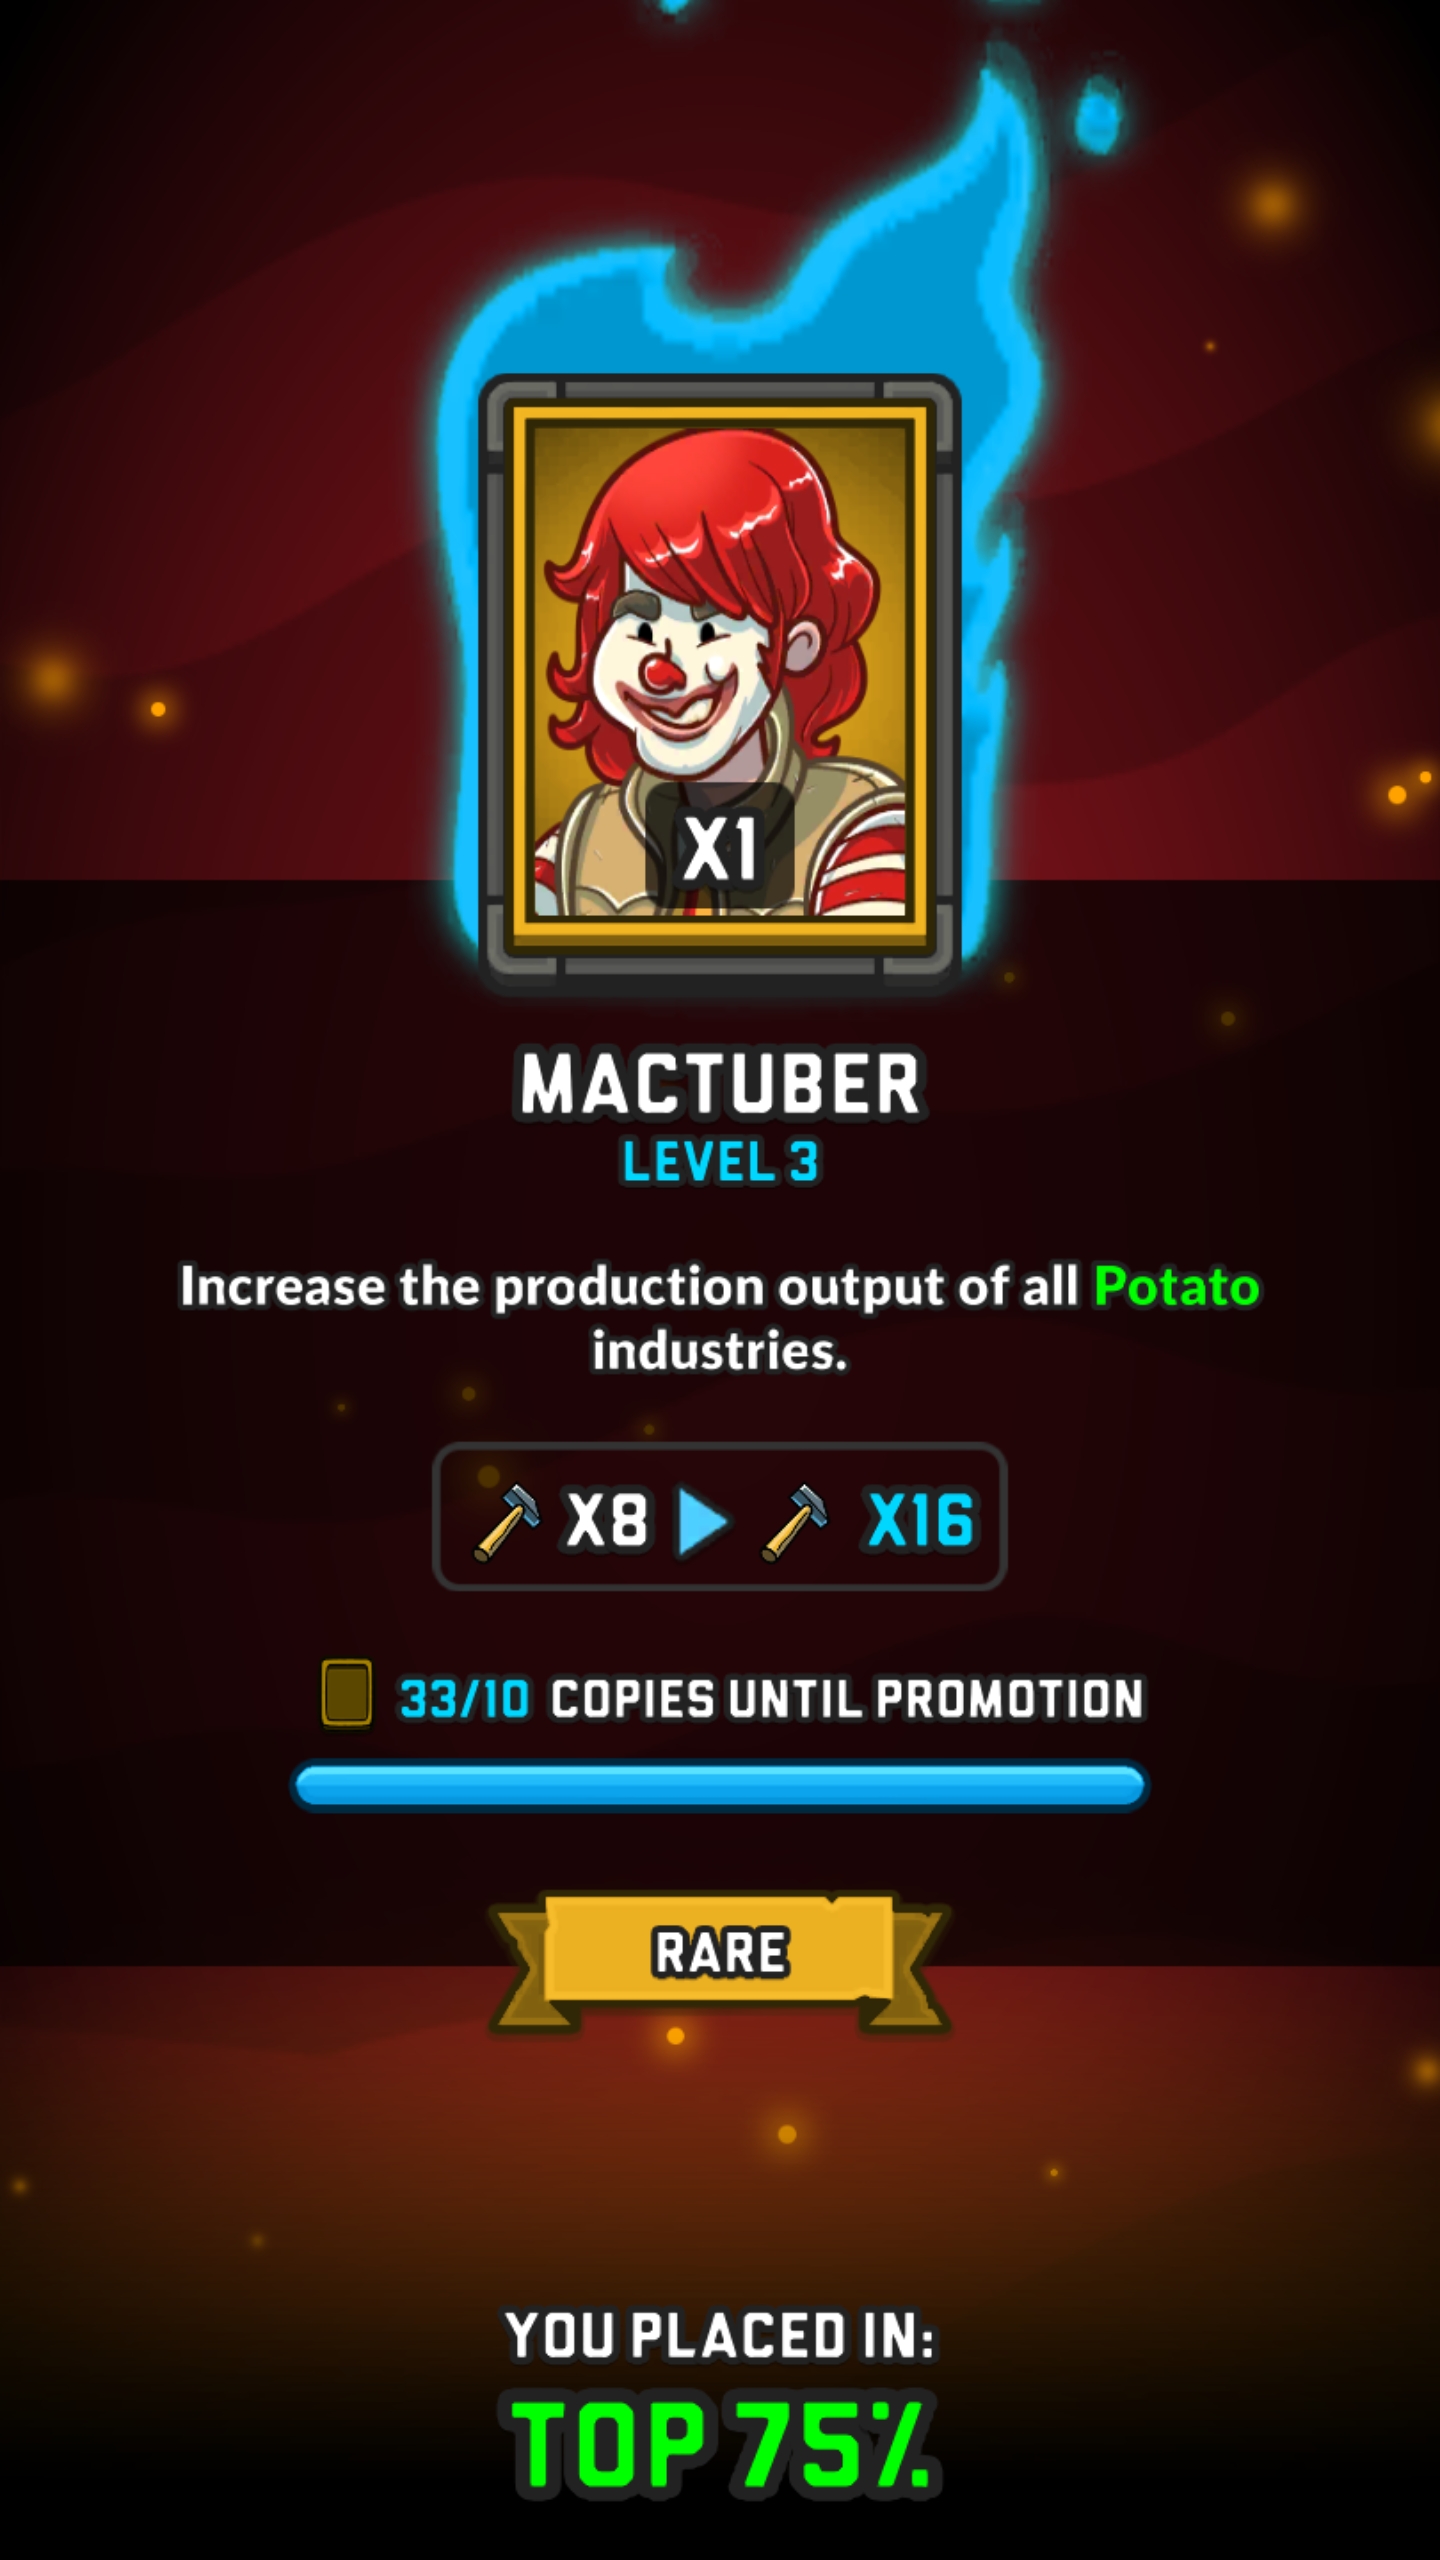 X1
MACTUBER
LEVEL 3
Increase the production output of all Potato
industries.
X8 X16
33/10 COPIES UNTIL PROMOTION
RARE
YOU PLACED IN:
TOP 75%